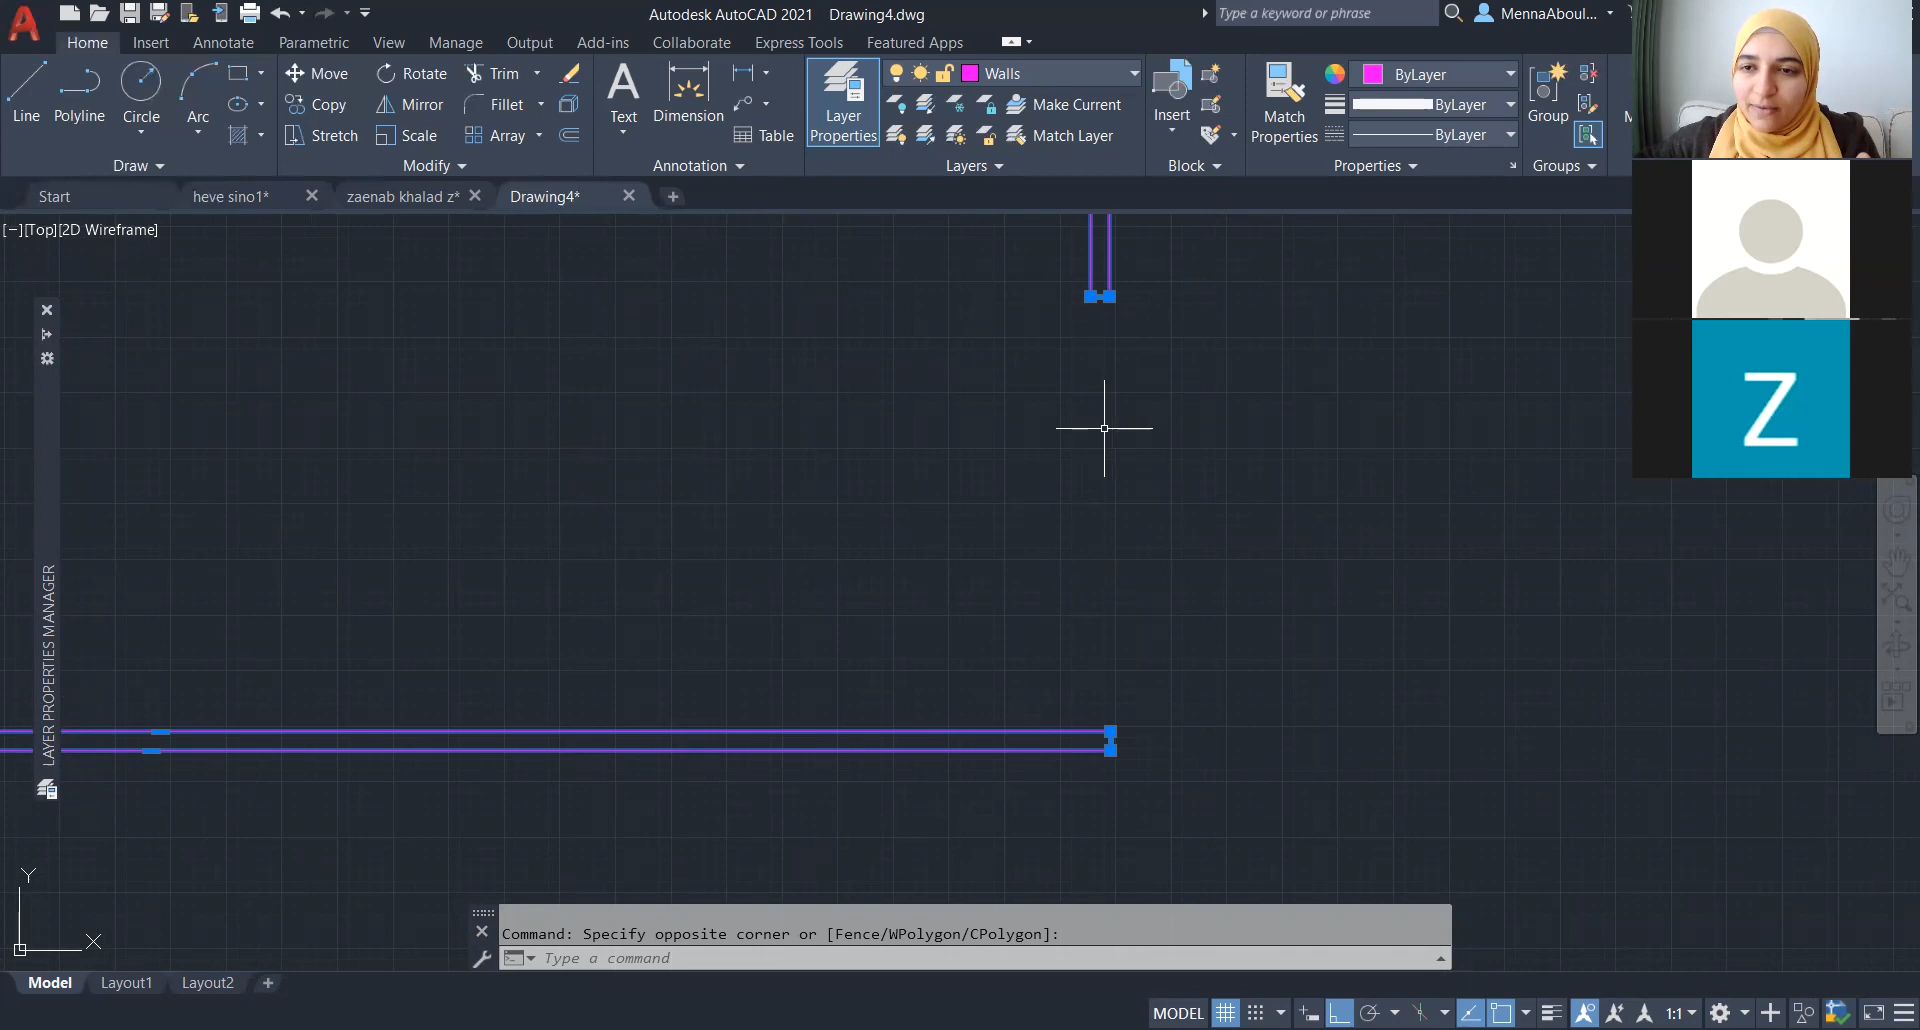 Autodesk AutoCAD 2021 Drawing4.dwg
Type a keyword or phrase
MennaAboul...
Home Insert Annotate Parametric View Manage Output Add-ins Collaborate Express Tools Featured Apps
Move Rotate Trim
Copy Mirror Fillet
Line Polyline Circle Arc
Stretch Scale Array
Text Dimension
Table
Layer Properties
Walls
Make Current
Match Layer
Insert
Match Properties
ByLayer
ByLayer
ByLayer
Group
Draw Modify Annotation Layers Block Properties Groups
Start heve sino1* zaenab khalad z* Drawing4*
[−][Top][2D Wireframe]
LAYER PROPERTIES MANAGER
Z
Y
X
Command: Specify opposite corner or [Fence/WPolygon/CPolygon]:
Type a command
Model Layout1 Layout2
MODEL
1:1